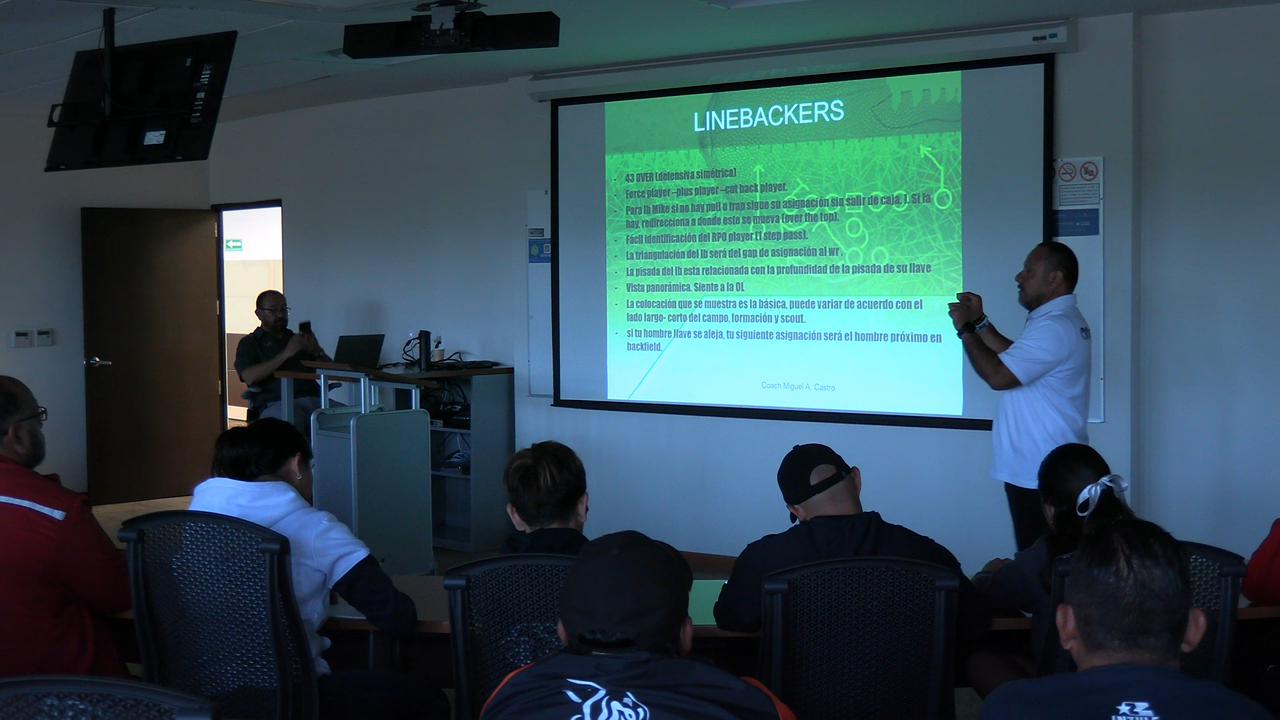 LINEBACKERS
- 43 OVER (defensiva simétrica)
- Force player –plus player –cut back player.
- Para lb Mike si no hay pull o trap sigue su asignación sin salir de caja. ). Si la
hay, redirecciona a donde este se mueva (over the top).
- Fácil identificación del RPO player (1 step pass).
- La triangulación del lb será del gap de asignación al wr .
- La pisada del lb esta relacionada con la profundidad de la pisada de su llave
- Vista panorámica. Siente a la OL
- La colocación que se muestra es la básica, puede variar de acuerdo con el
lado largo- corto del campo, formación y scout.
- si tu hombre llave se aleja, tu siguiente asignación será el hombre próximo en
backfield.
Coach Miguel A. Castro